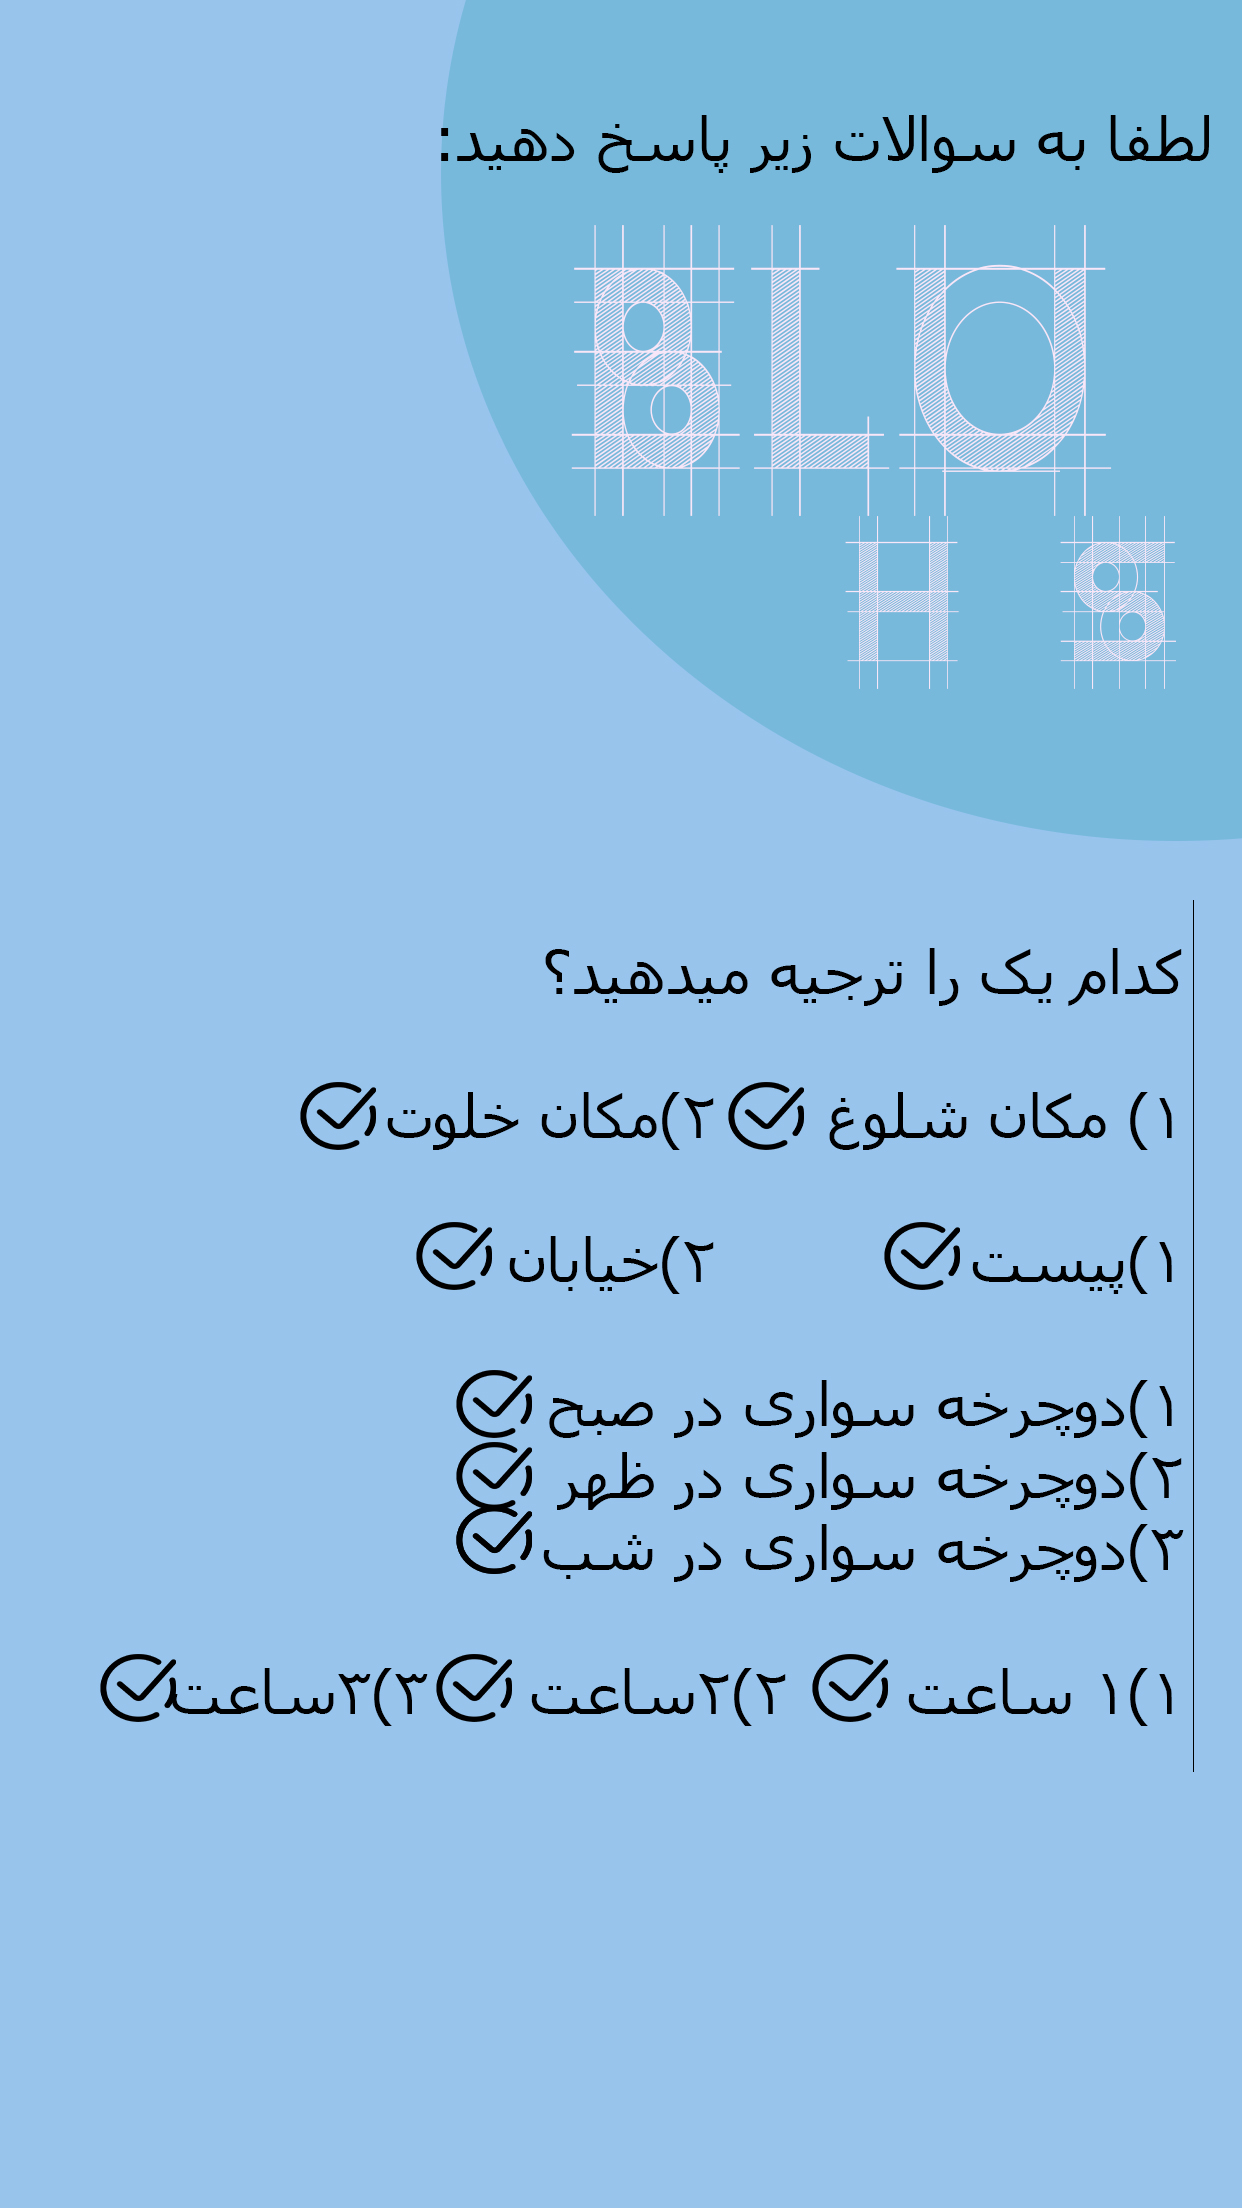 لطفا به سوالات زیر پاسخ دهید:
BLU
H S
کدام یک را ترجیه میدهید؟
۱) مکان شلوغ ۲)مکان خلوت
۱)پیست ۲)خیابان
۱)دوچرخه سواری در صبح
۲)دوچرخه سواری در ظهر
۳)دوچرخه سواری در شب
۱)۱ ساعت ۲)۲ساعت ۳)۳ساعت